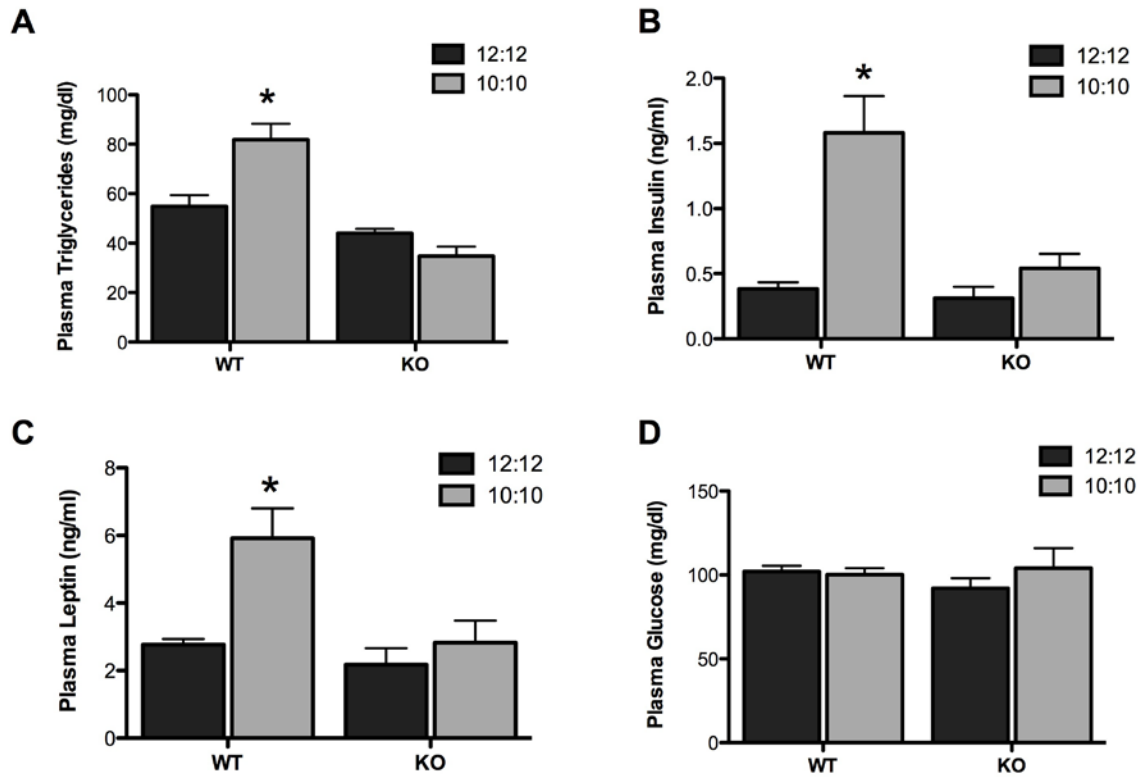 A
12:12
10:10
*
Plasma Triglycerides (mg/dl)
100
80
60
40
20
0
WT KO
B
12:12
10:10
*
Plasma Insulin (ng/ml)
2.0
1.5
1.0
0.5
0.0
WT KO
C
12:12
10:10
*
Plasma Leptin (ng/ml)
8
6
4
2
0
WT KO
D
12:12
10:10
Plasma Glucose (mg/dl)
150
100
50
0
WT KO